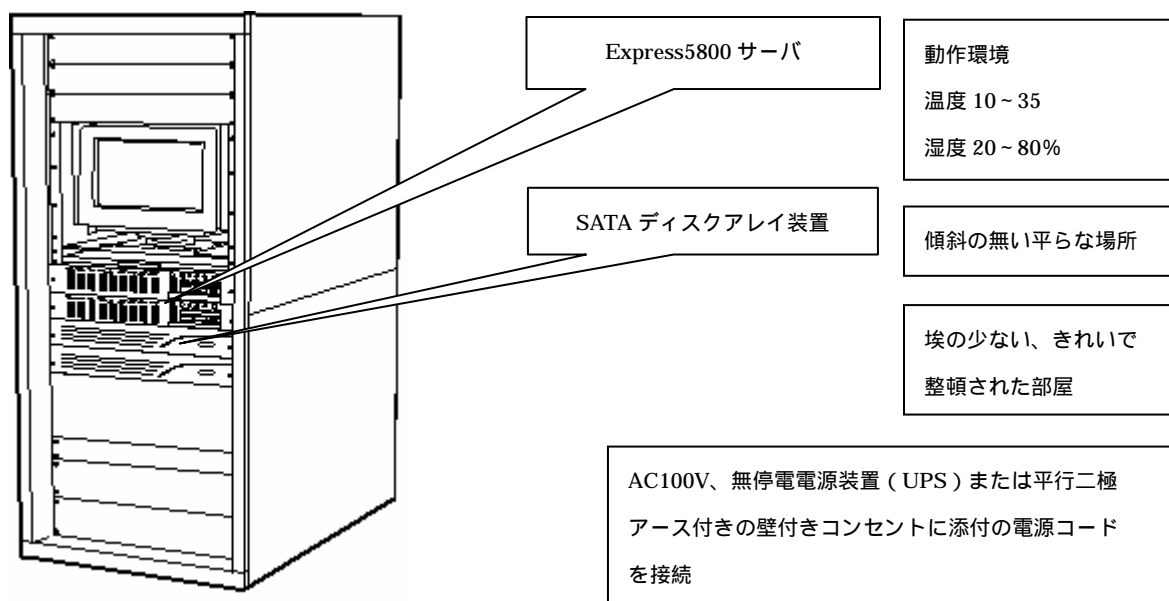 Express5800 サーバ
動作環境
温度 10~35
湿度 20~80%
SATA ディスクアレイ装置
傾斜の無い平らな場所
埃の少ない、きれいで
整頓された部屋
AC100V、無停電電源装置(UPS)または平行二極
アース付きの壁付きコンセントに添付の電源コード
を接続